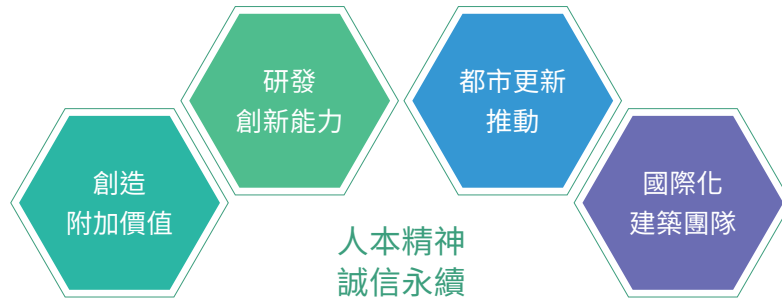 創造
附加價值
研發
創新能力
都市更新
推動
國際化
建築團隊
人本精神
誠信永續